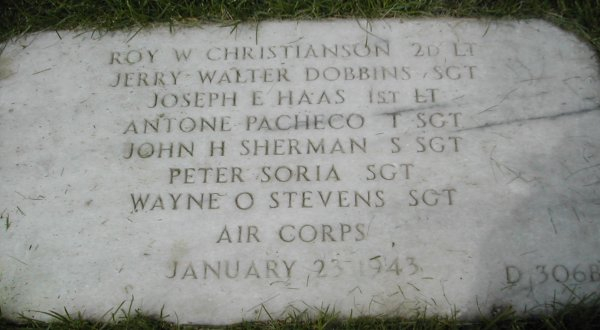 ROY W CHRISTIANSON 2D LT
JERRY WALTER DOBBINS SGT
JOSEPH E HAAS 1ST LT
ANTONE PACHECO T SGT
JOHN H SHERMAN S SGT
PETER SORIA SGT
WAYNE O STEVENS SGT
AIR CORPS
JANUARY 23 1943
D 306B